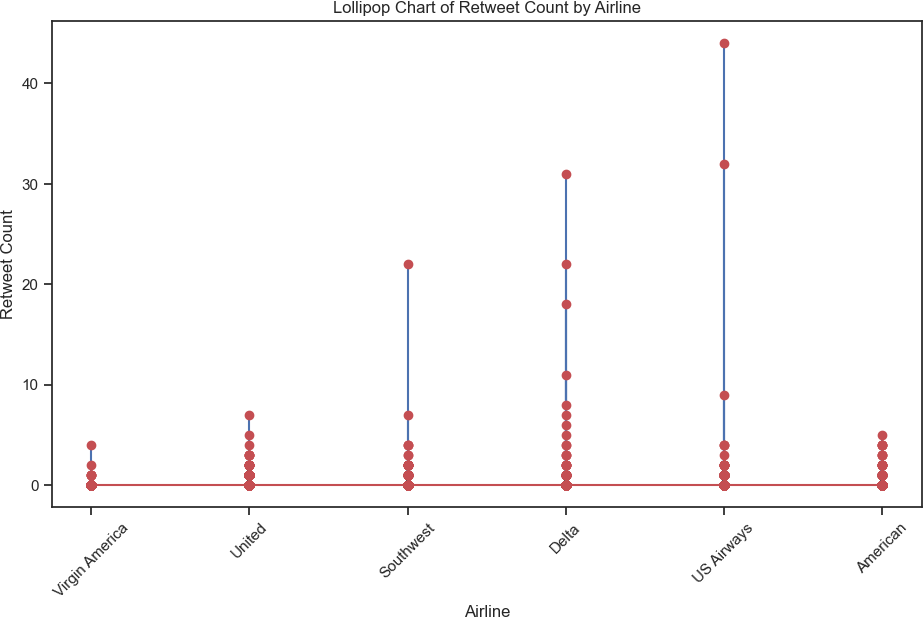 Lollipop Chart of Retweet Count by Airline
Retweet Count
40
30
20
10
0
Virgin America
United
Southwest
Delta
US Airways
American
Airline